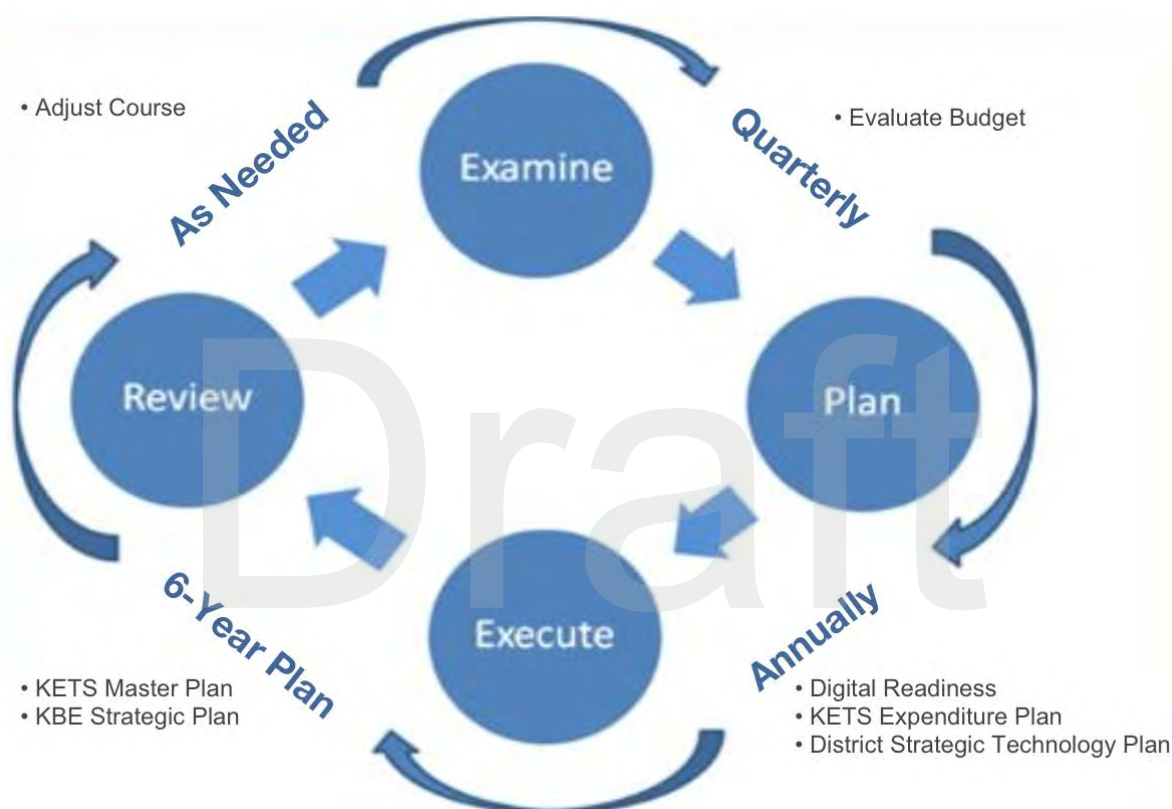 • Adjust Course
As Needed
Examine
Quarterly
• Evaluate Budget
Review
Plan
Draft
Execute
6-Year Plan
• KETS Master Plan
• KBE Strategic Plan
Annually
• Digital Readiness
• KETS Expenditure Plan
• District Strategic Technology Plan